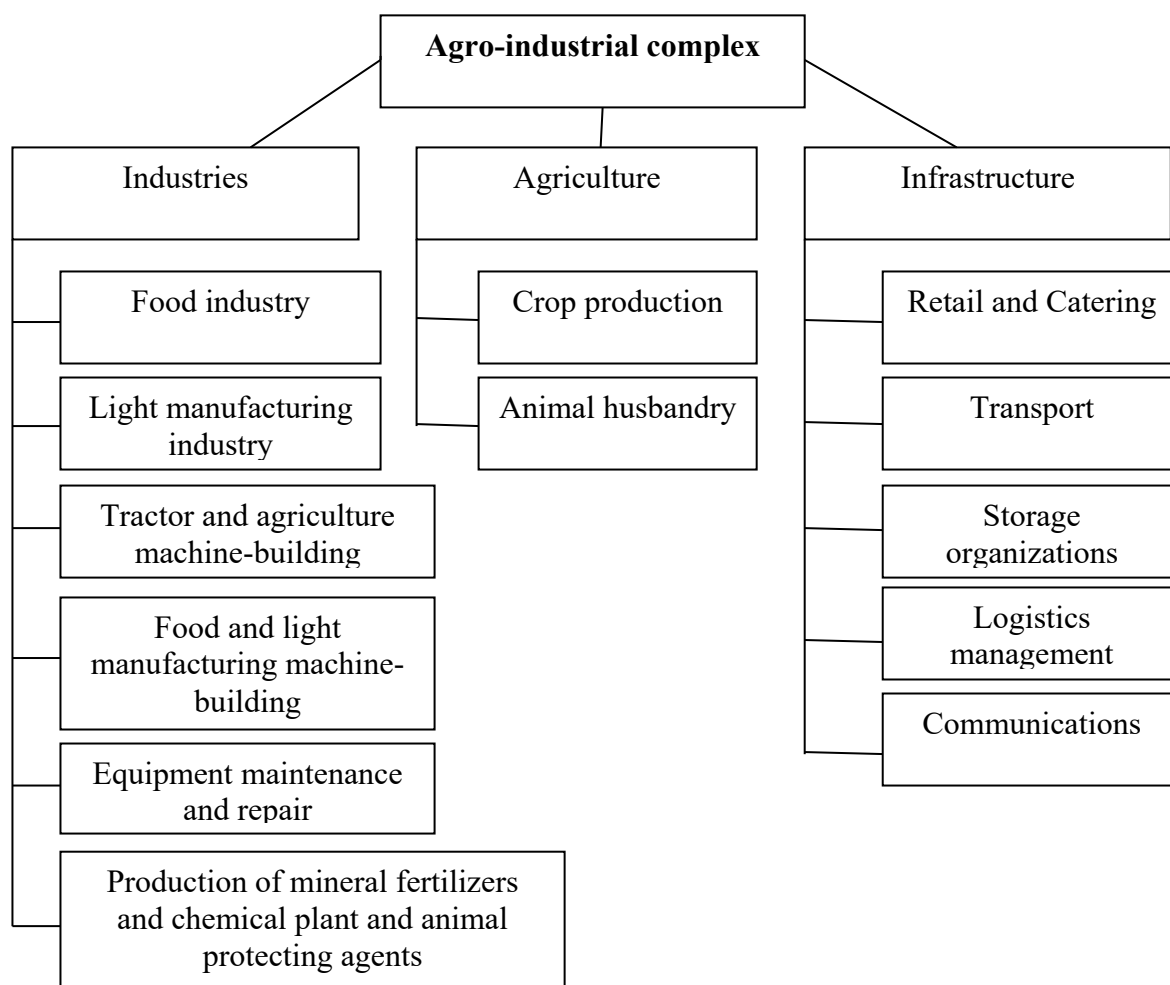 Agro-industrial complex
Industries
Agriculture
Infrastructure
Food industry
Crop production
Retail and Catering
Light manufacturing
industry
Animal husbandry
Transport
Tractor and agriculture
machine-building
Storage
organizations
Food and light
manufacturing machine-
building
Logistics
management
Equipment maintenance
and repair
Communications
Production of mineral fertilizers
and chemical plant and animal
protecting agents